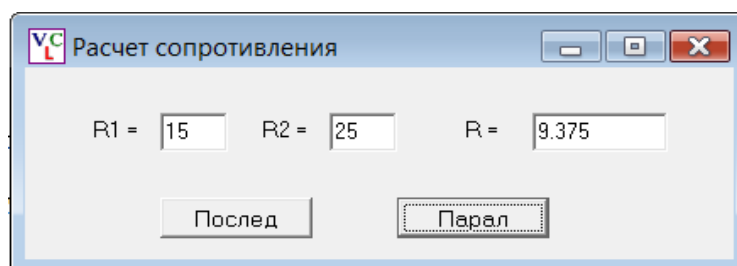 VCL Расчет сопротивления
R1 = 15 R2 = 25 R = 9.375
Послед Парал